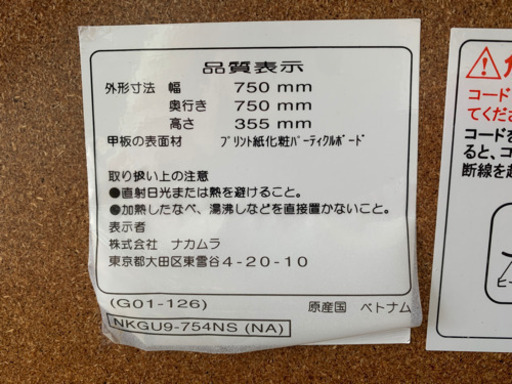 品質表示
外形寸法 幅 750 mm
奥行き 750 mm
高さ 355 mm
甲板の表面材 プリント紙化粧パーティクルボード
取り扱い上の注意
●直射日光または熱を避けること。
●加熱したなべ、湯沸しなどを直接置かないこと。
表示者
株式会社 ナカムラ
東京都大田区東雪谷4-20-10
(G01-126) 原産国 ベトナム
NKGU9-754NS (NA)
コード
てくださ
コードを
ると、コ
断線を起
ヒー